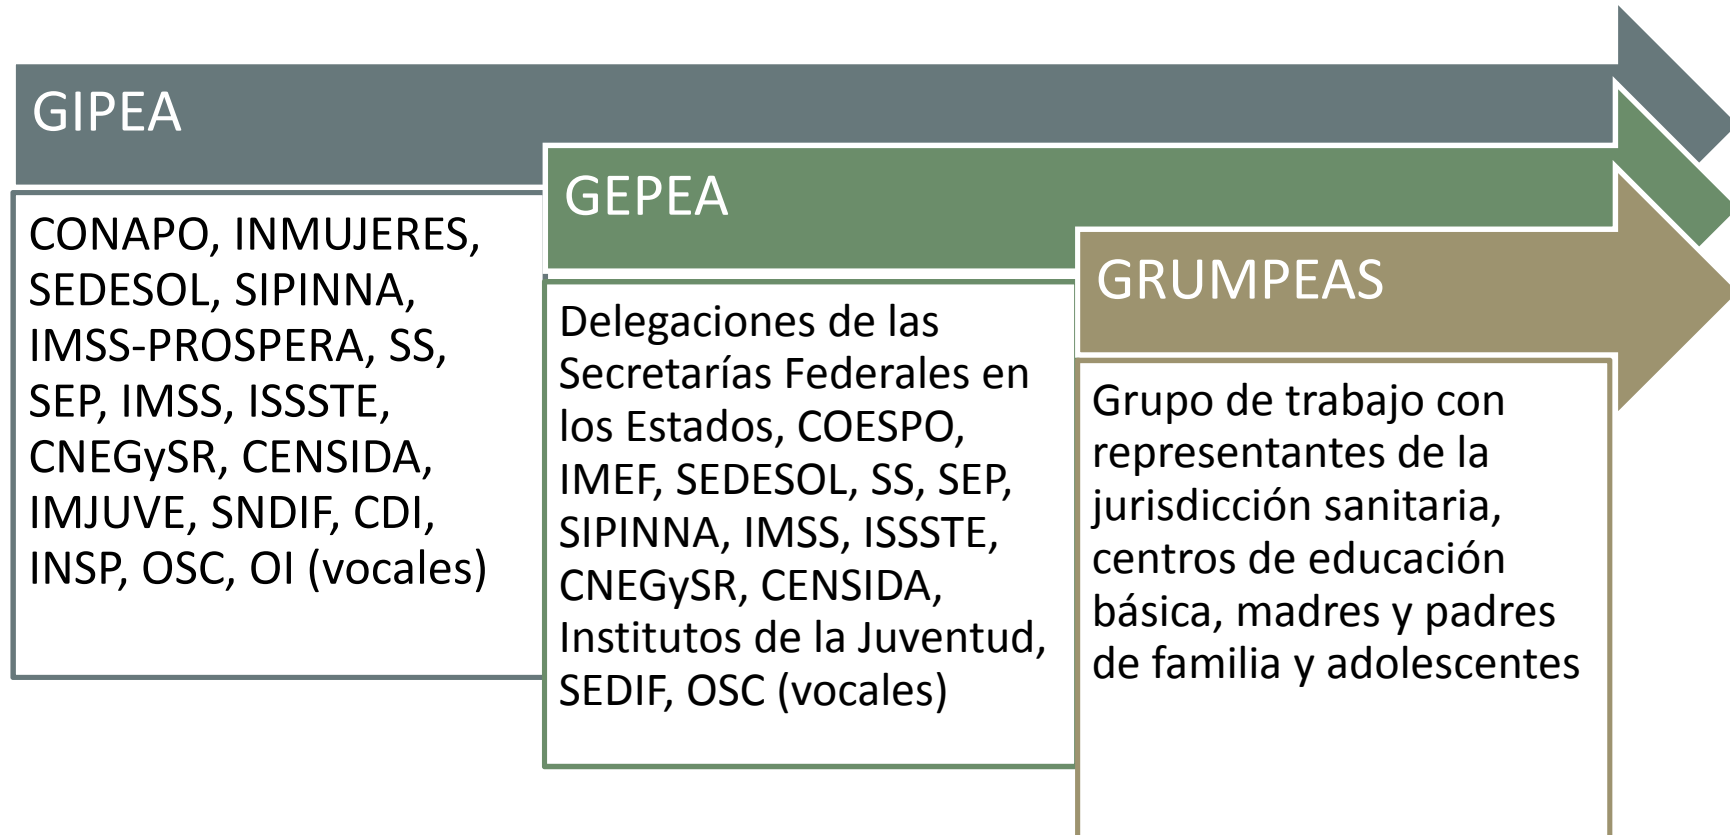 GIPEA
CONAPO, INMUJERES,
SEDESOL, SIPINNA,
IMSS-PROSPERA, SS,
SEP, IMSS, ISSSTE,
CNEGySR, CENSIDA,
IMJUVE, SNDIF, CDI,
INSP, OSC, OI (vocales)
GEPEA
Delegaciones de las
Secretarías Federales en
los Estados, COESPO,
IMEF, SEDESOL, SS, SEP,
SIPINNA, IMSS, ISSSTE,
CNEGySR, CENSIDA,
Institutos de la Juventud,
SEDIF, OSC (vocales)
GRUMPEAS
Grupo de trabajo con
representantes de la
jurisdicción sanitaria,
centros de educación
básica, madres y padres
de familia y adolescentes